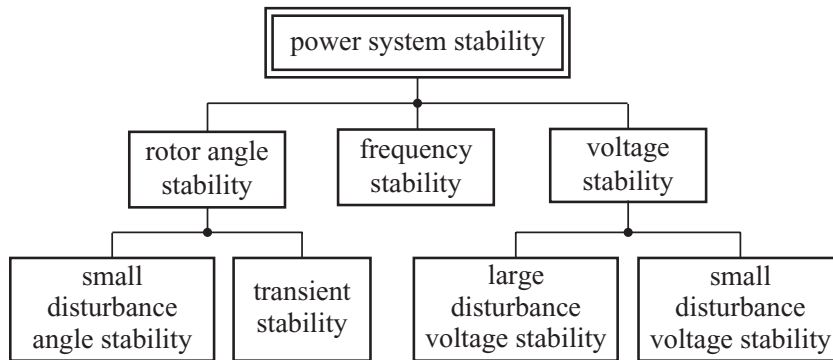 power system stability
rotor angle
stability
frequency
stability
voltage
stability
small
disturbance
angle stability
transient
stability
large
disturbance
voltage stability
small
disturbance
voltage stability